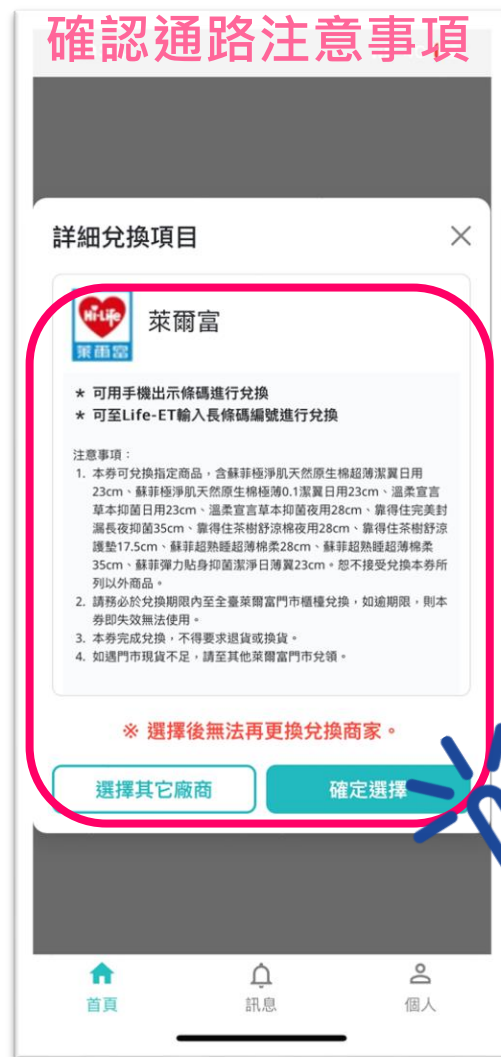 確認通路注意事項
詳細兌換項目
Hi-Life
萊爾富
萊爾富
* 可用手機出示條碼進行兌換
* 可至Life-ET輸入長條碼編號進行兌換
注意事項：
1. 本券可兌換指定商品，含蘇菲極淨肌天然原生棉超薄潔翼日用
23cm、蘇菲極淨肌天然原生棉極薄0.1潔翼日用23cm、溫柔宣言
草本抑菌日用23cm、溫柔宣言草本抑菌夜用28cm、靠得住完美封
漏長夜抑菌35cm、靠得住茶樹舒涼棉夜用28cm、靠得住茶樹舒涼
護墊17.5cm、蘇菲超熟睡超薄棉柔28cm、蘇菲超熟睡超薄棉柔
35cm、蘇菲彈力貼身抑菌潔淨日薄翼23cm。恕不接受兌換本券所
列以外商品。
2. 請務必於兌換期限內至全臺萊爾富門市櫃檯兌換，如逾期限，則本
券即失效無法使用。
3. 本券完成兌換，不得要求退貨或換貨。
4. 如遇門市現貨不足，請至其他萊爾富門市兌領。
※ 選擇後無法再更換兌換商家。
選擇其它廠商
確定選擇
首頁
訊息
個人